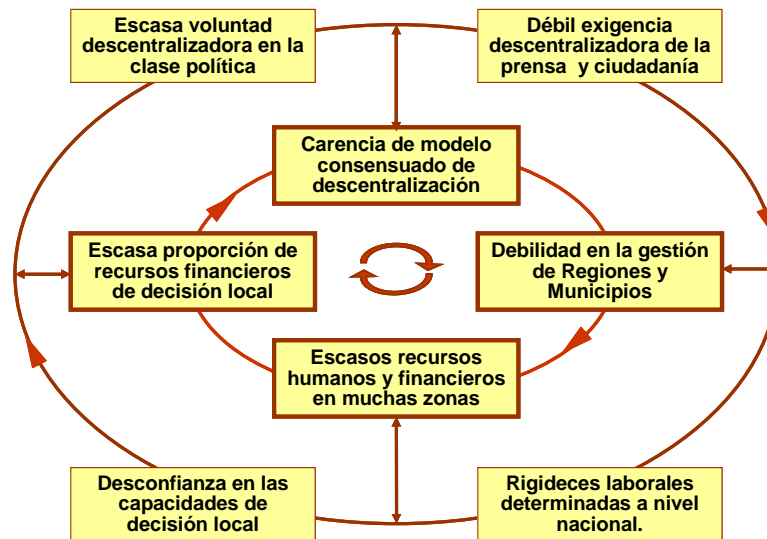 Escasa voluntad
descentralizadora en la
clase política
Débil exigencia
descentralizadora de la
prensa y ciudadanía
Carencia de modelo
consensuado de
descentralización
Escasa proporción de
recursos financieros
de decisión local
Debilidad en la gestión
de Regiones y
Municipios
Escasos recursos
humanos y financieros
en muchas zonas
Desconfianza en las
capacidades de
decisión local
Rigideces laborales
determinadas a nivel
nacional.